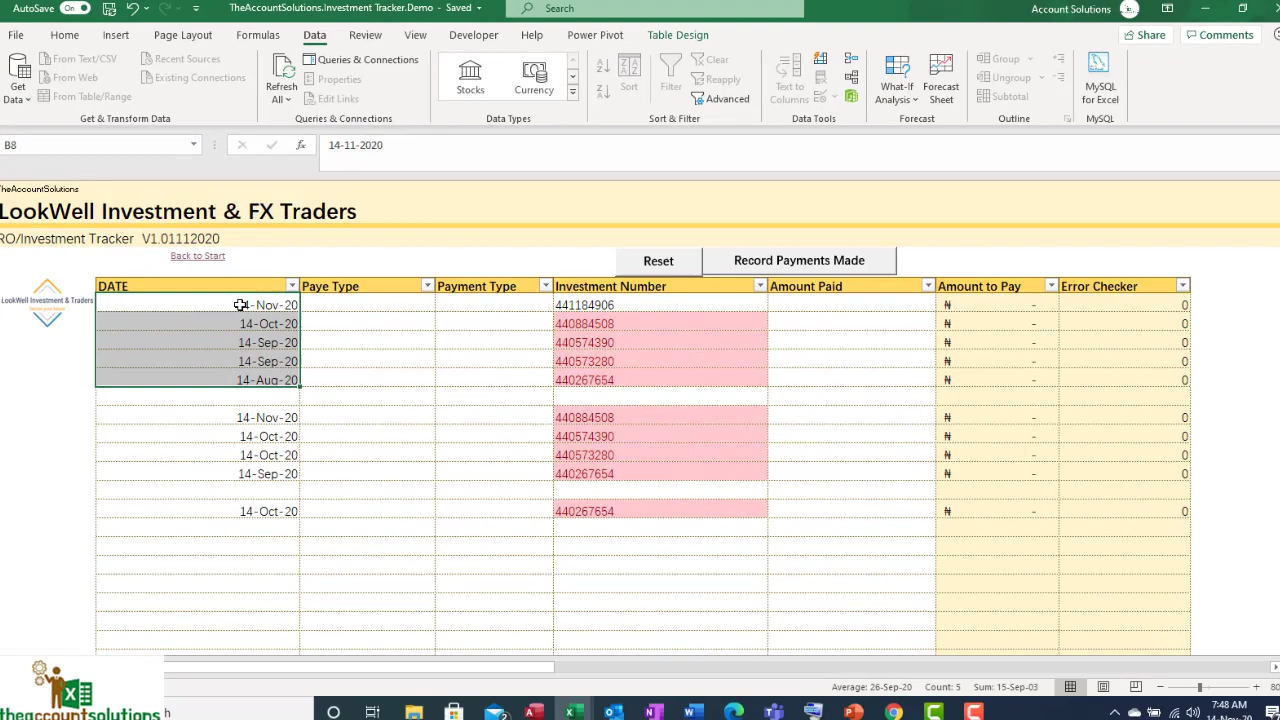 AutoSave On TheAccountSolutions.Investment Tracker.Demo - Saved Search Account Solutions
File Home Insert Page Layout Formulas Data Review View Developer Help Power Pivot Table Design Share Comments
Get Data From Text/CSV From Web From Table/Range Recent Sources Existing Connections
Get & Transform Data
Refresh All Queries & Connections Properties Edit Links
Queries & Connections
Stocks Currency
Data Types
Sort Filter Clear Reapply Advanced
Sort & Filter
Text to Columns
Data Tools
What-If Analysis Forecast Sheet
Forecast
Group Ungroup Subtotal
Outline
MySQL for Excel
MySQL
B8 fx 14-11-2020
TheAccountSolutions
LookWell Investment & FX Traders
RO/Investment Tracker V1.01112020
Back to Start
Reset Record Payments Made
LookWell Investment & Traders
DATE Paye Type Payment Type Investment Number Amount Paid Amount to Pay Error Checker
14-Nov-20 441184906 ₦ - 0
14-Oct-20 440884508 ₦ - 0
14-Sep-20 440574390 ₦ - 0
14-Sep-20 440573280 ₦ - 0
14-Aug-20 440267654 ₦ - 0
14-Nov-20 440884508 ₦ - 0
14-Oct-20 440574390 ₦ - 0
14-Oct-20 440573280 ₦ - 0
14-Sep-20 440267654 ₦ - 0
14-Oct-20 440267654 ₦ - 0
theaccountsolutions
Average: 26-Sep-20 Count: 5 Sum: 15-Sep-03 80
7:48 AM